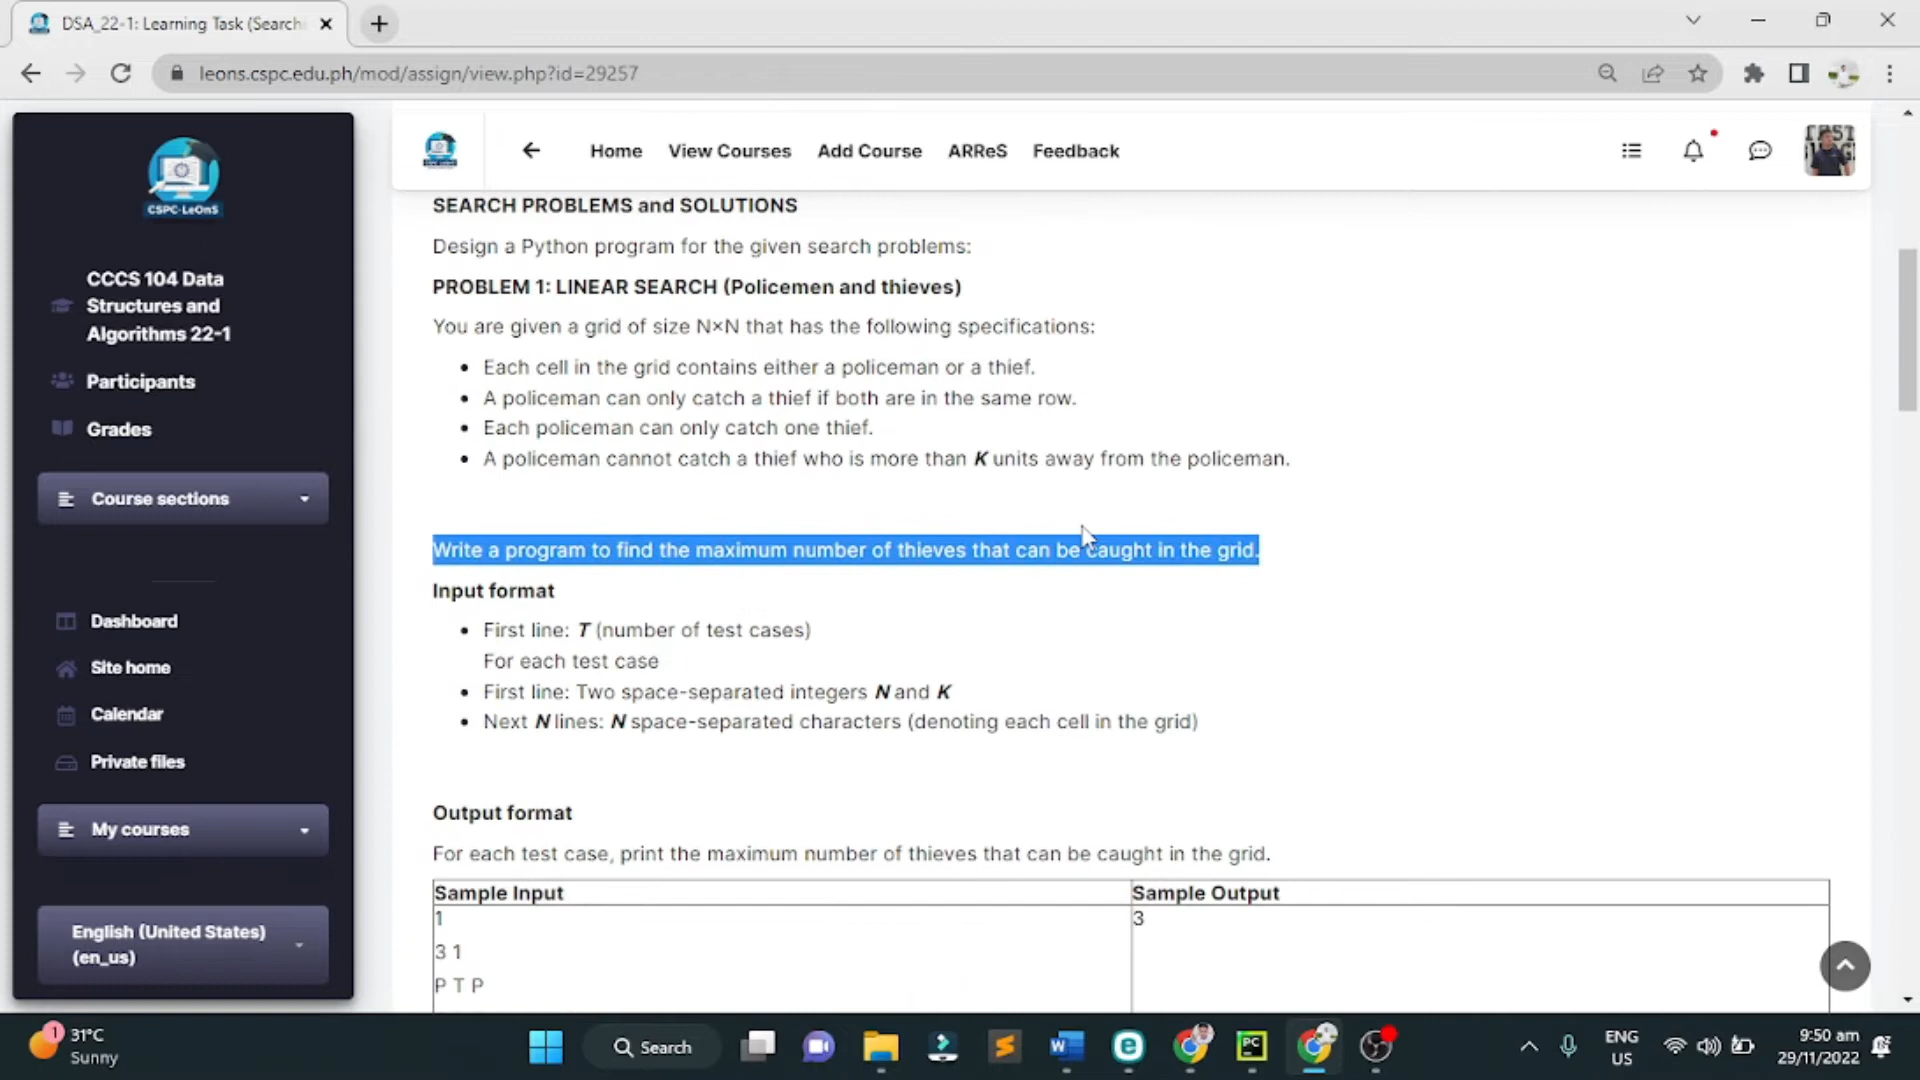 DSA_22-1: Learning Task (Search
leons.cspc.edu.ph/mod/assign/view.php?id=29257
CSPC-LeOnS
CCCS 104 Data
Structures and
Algorithms 22-1
Participants
Grades
Course sections
Dashboard
Site home
Calendar
Private files
My courses
English (United States)
(en_us)
Home View Courses Add Course ARReS Feedback
SEARCH PROBLEMS and SOLUTIONS
Design a Python program for the given search problems:
PROBLEM 1: LINEAR SEARCH (Policemen and thieves)
You are given a grid of size N×N that has the following specifications:
• Each cell in the grid contains either a policeman or a thief.
• A policeman can only catch a thief if both are in the same row.
• Each policeman can only catch one thief.
• A policeman cannot catch a thief who is more than K units away from the policeman.
Write a program to find the maximum number of thieves that can be caught in the grid.
Input format
• First line: T (number of test cases)
For each test case
• First line: Two space-separated integers N and K
• Next N lines: N space-separated characters (denoting each cell in the grid)
Output format
For each test case, print the maximum number of thieves that can be caught in the grid.
Sample Input Sample Output
1 3
3 1
P T P
1 31°C
Sunny
Search
PC
ENG
US
9:50 am
29/11/2022